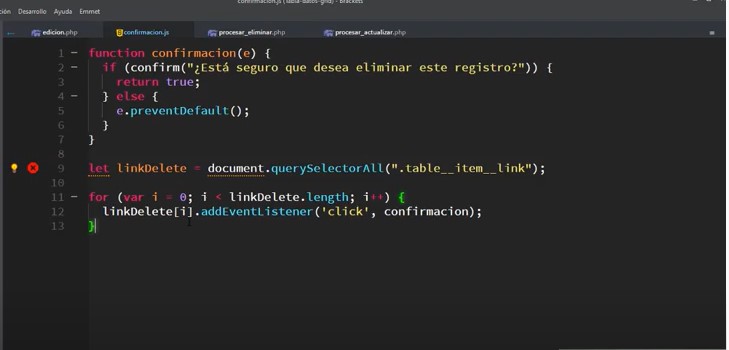 confirmacion.js (tabla-datos-grid) - Brackets
ción Desarrollo Ayuda Emmet
edicion.php confirmacion.js procesar_eliminar.php procesar_actualizar.php
1 function confirmacion(e) {
2 if (confirm("¿Está seguro que desea eliminar este registro?")) {
3 return true;
4 } else {
5 e.preventDefault();
6 }
7 }
8
9 let linkDelete = document.querySelectorAll(".table__item__link");
10
11 for (var i = 0; i < linkDelete.length; i++) {
12 linkDelete[i].addEventListener('click', confirmacion);
13 }